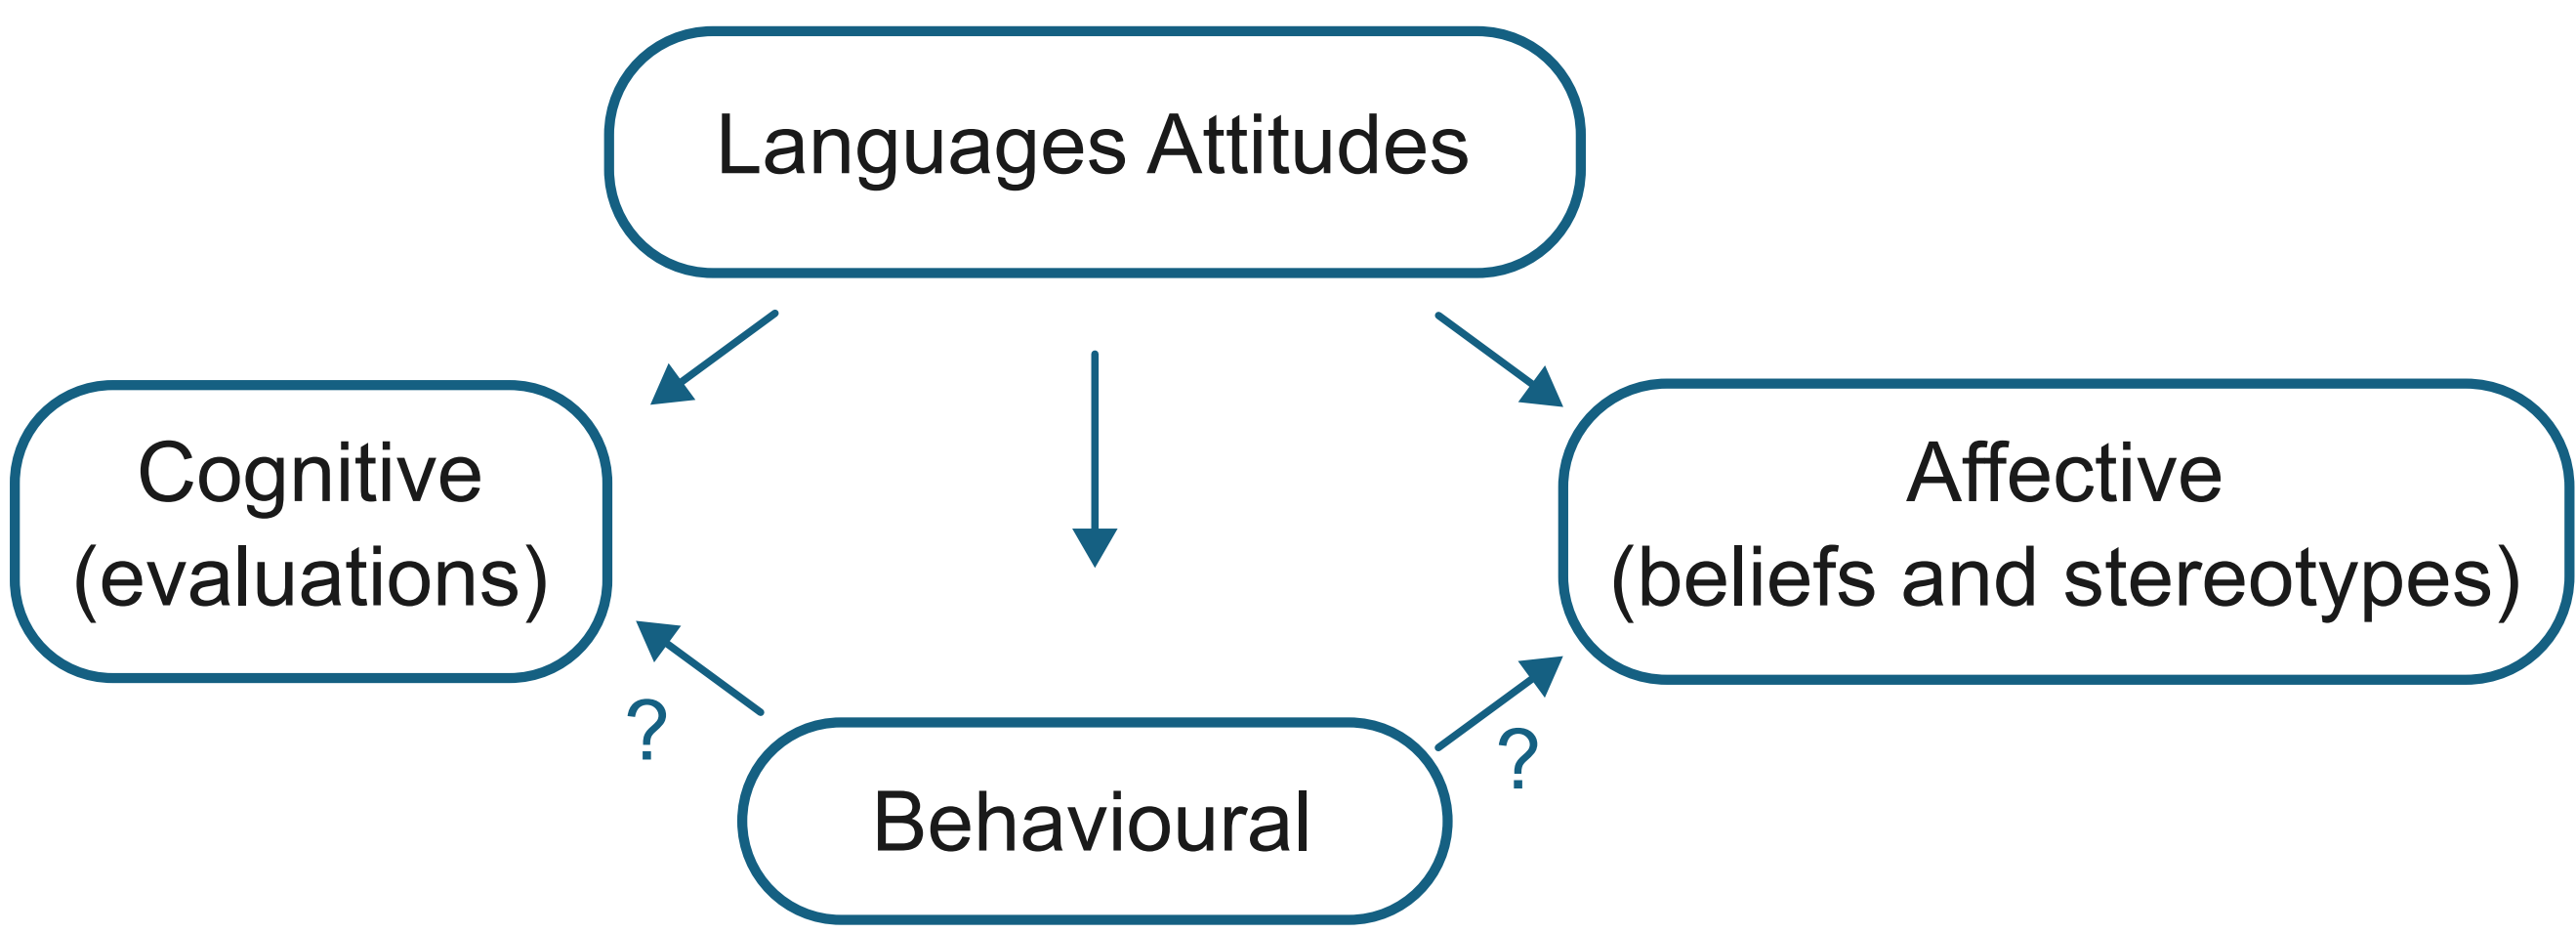 Languages Attitudes
Cognitive
(evaluations)
Affective
(beliefs and stereotypes)
?
?
Behavioural